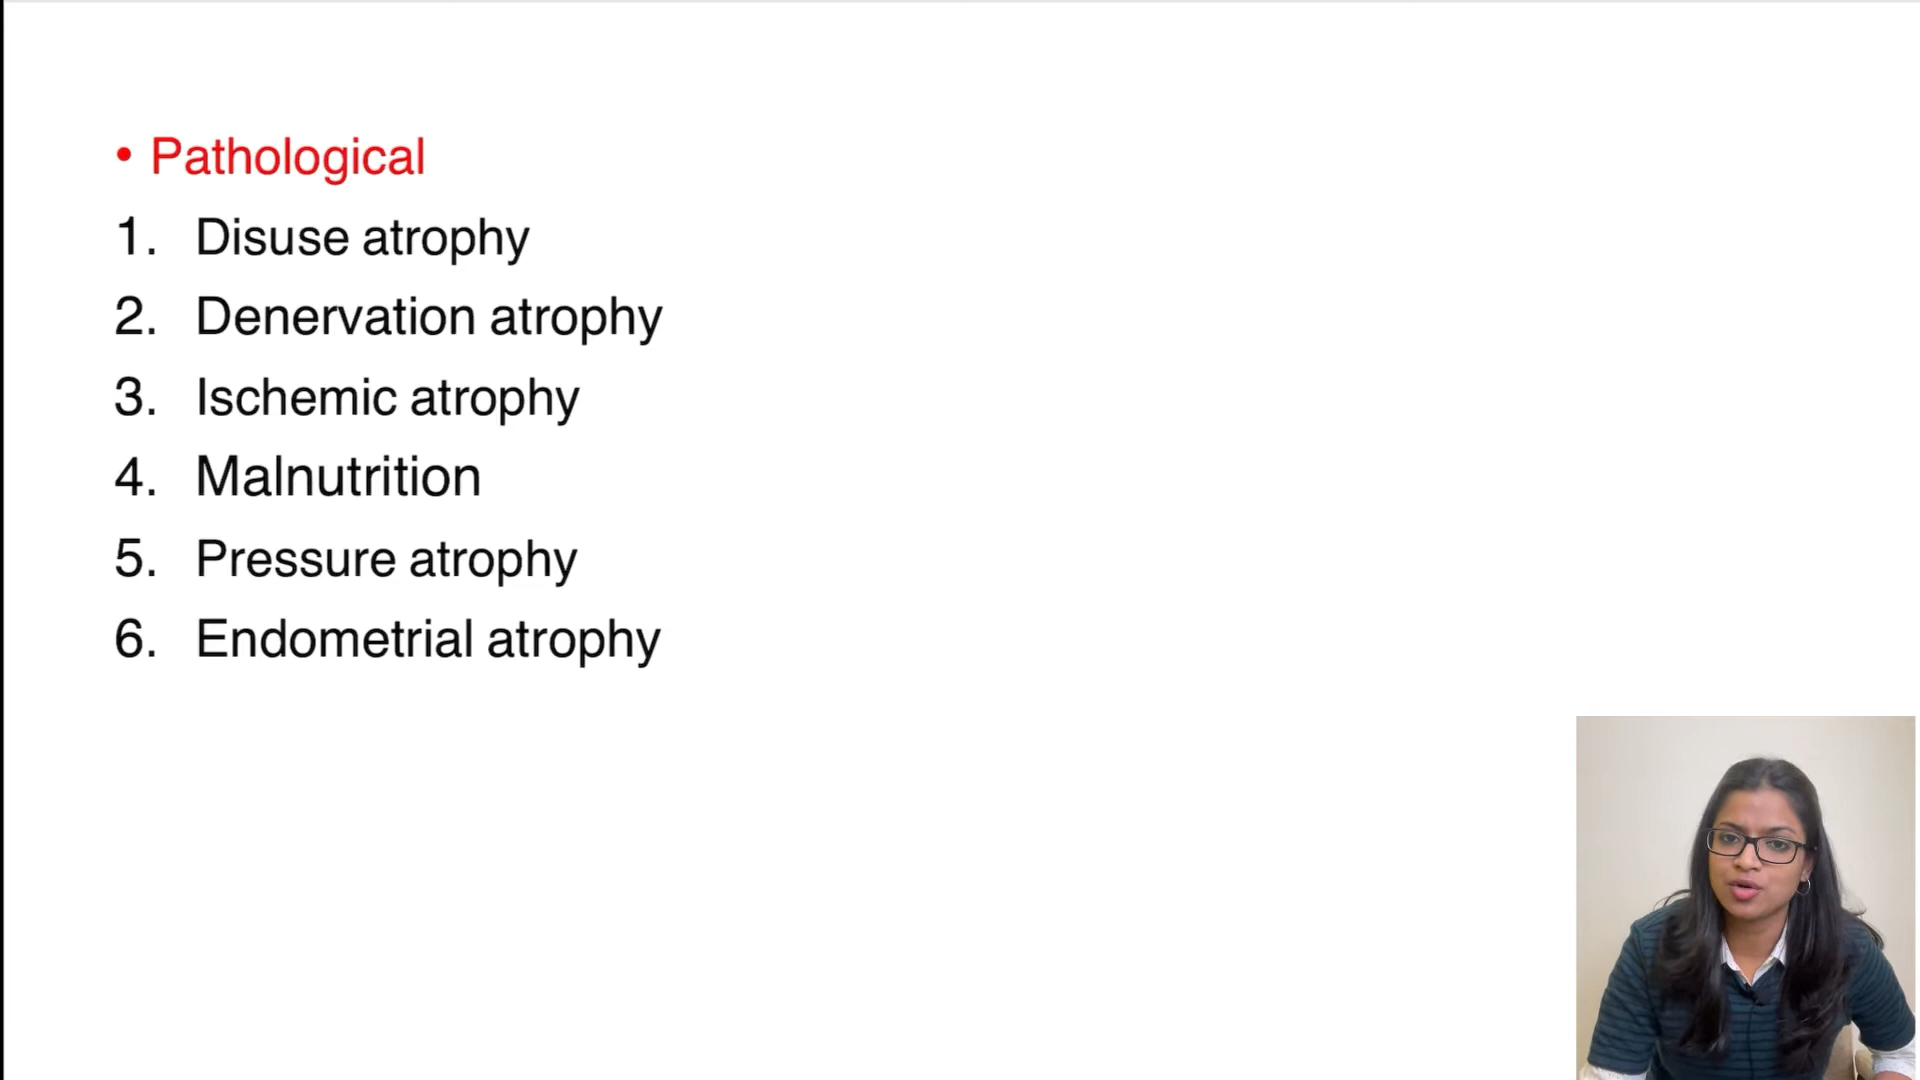 • Pathological
1. Disuse atrophy
2. Denervation atrophy
3. Ischemic atrophy
4. Malnutrition
5. Pressure atrophy
6. Endometrial atrophy